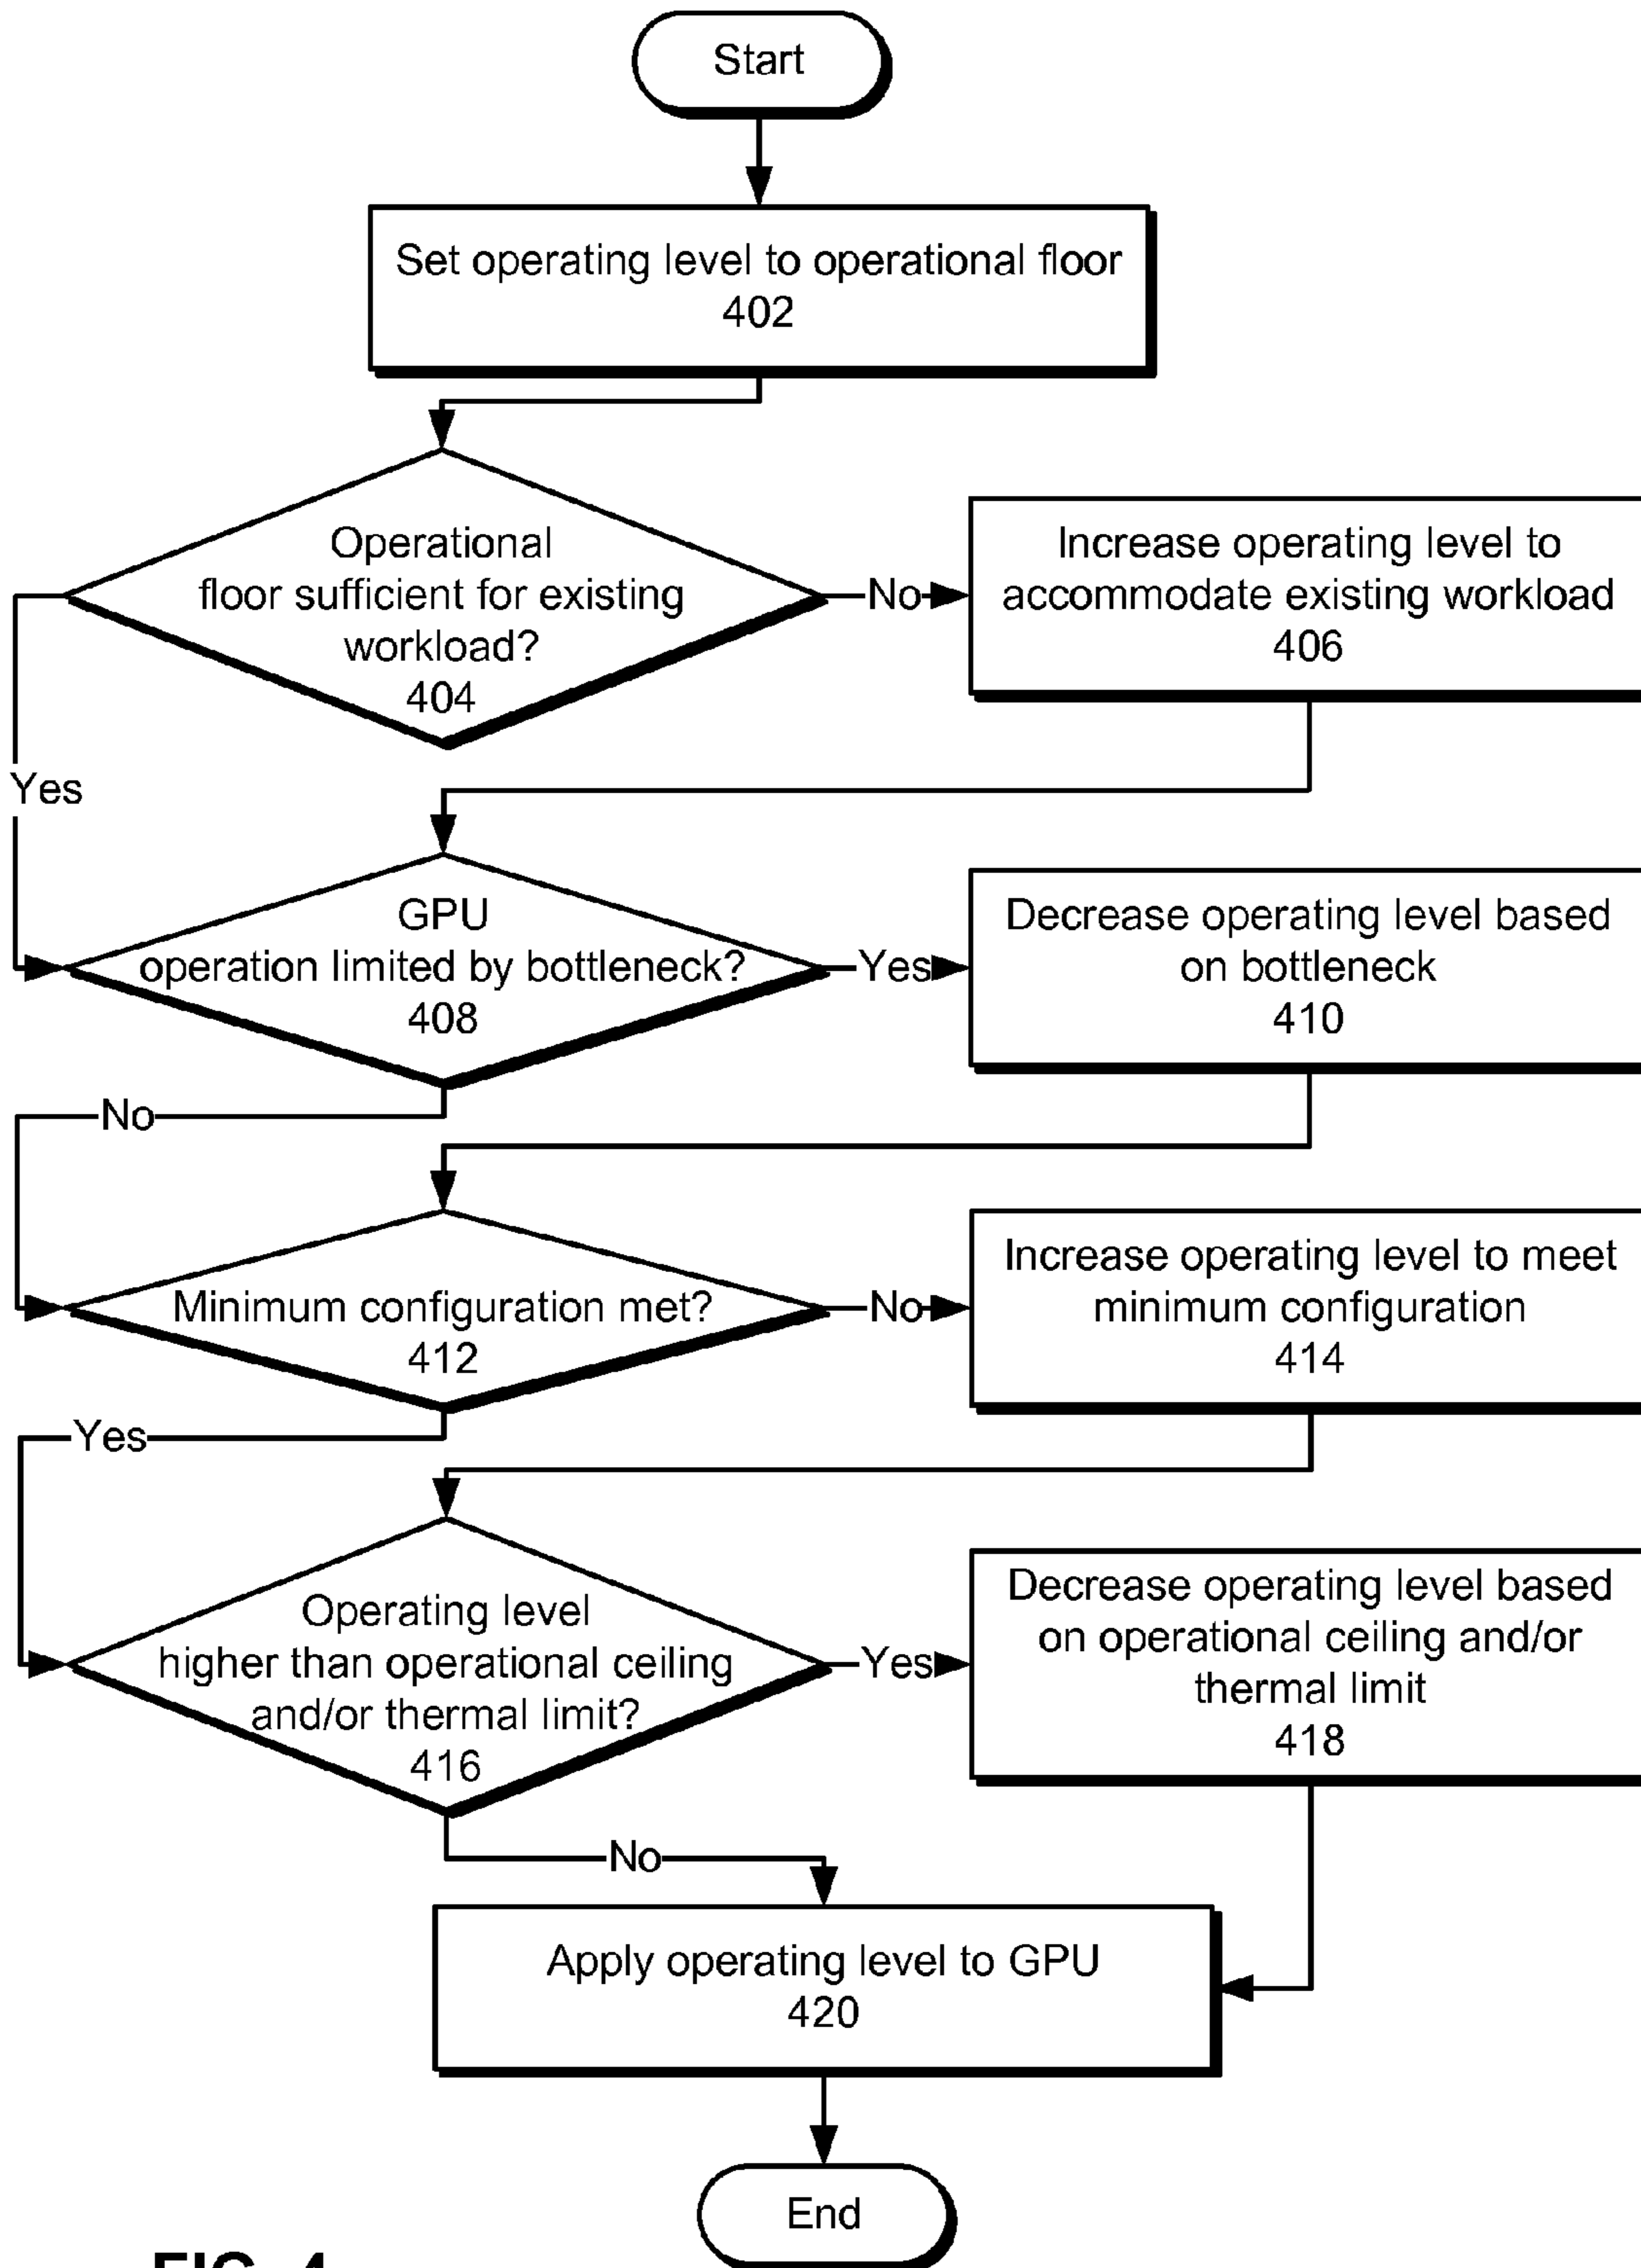 Start
Set operating level to operational floor
402
Operational
floor sufficient for existing
workload?
404
No
Increase operating level to
accommodate existing workload
406
Yes
GPU
operation limited by bottleneck?
408
Yes
Decrease operating level based
on bottleneck
410
No
Minimum configuration met?
412
No
Increase operating level to meet
minimum configuration
414
Yes
Operating level
higher than operational ceiling
and/or thermal limit?
416
Yes
Decrease operating level based
on operational ceiling and/or
thermal limit
418
No
Apply operating level to GPU
420
End
FIG. 4